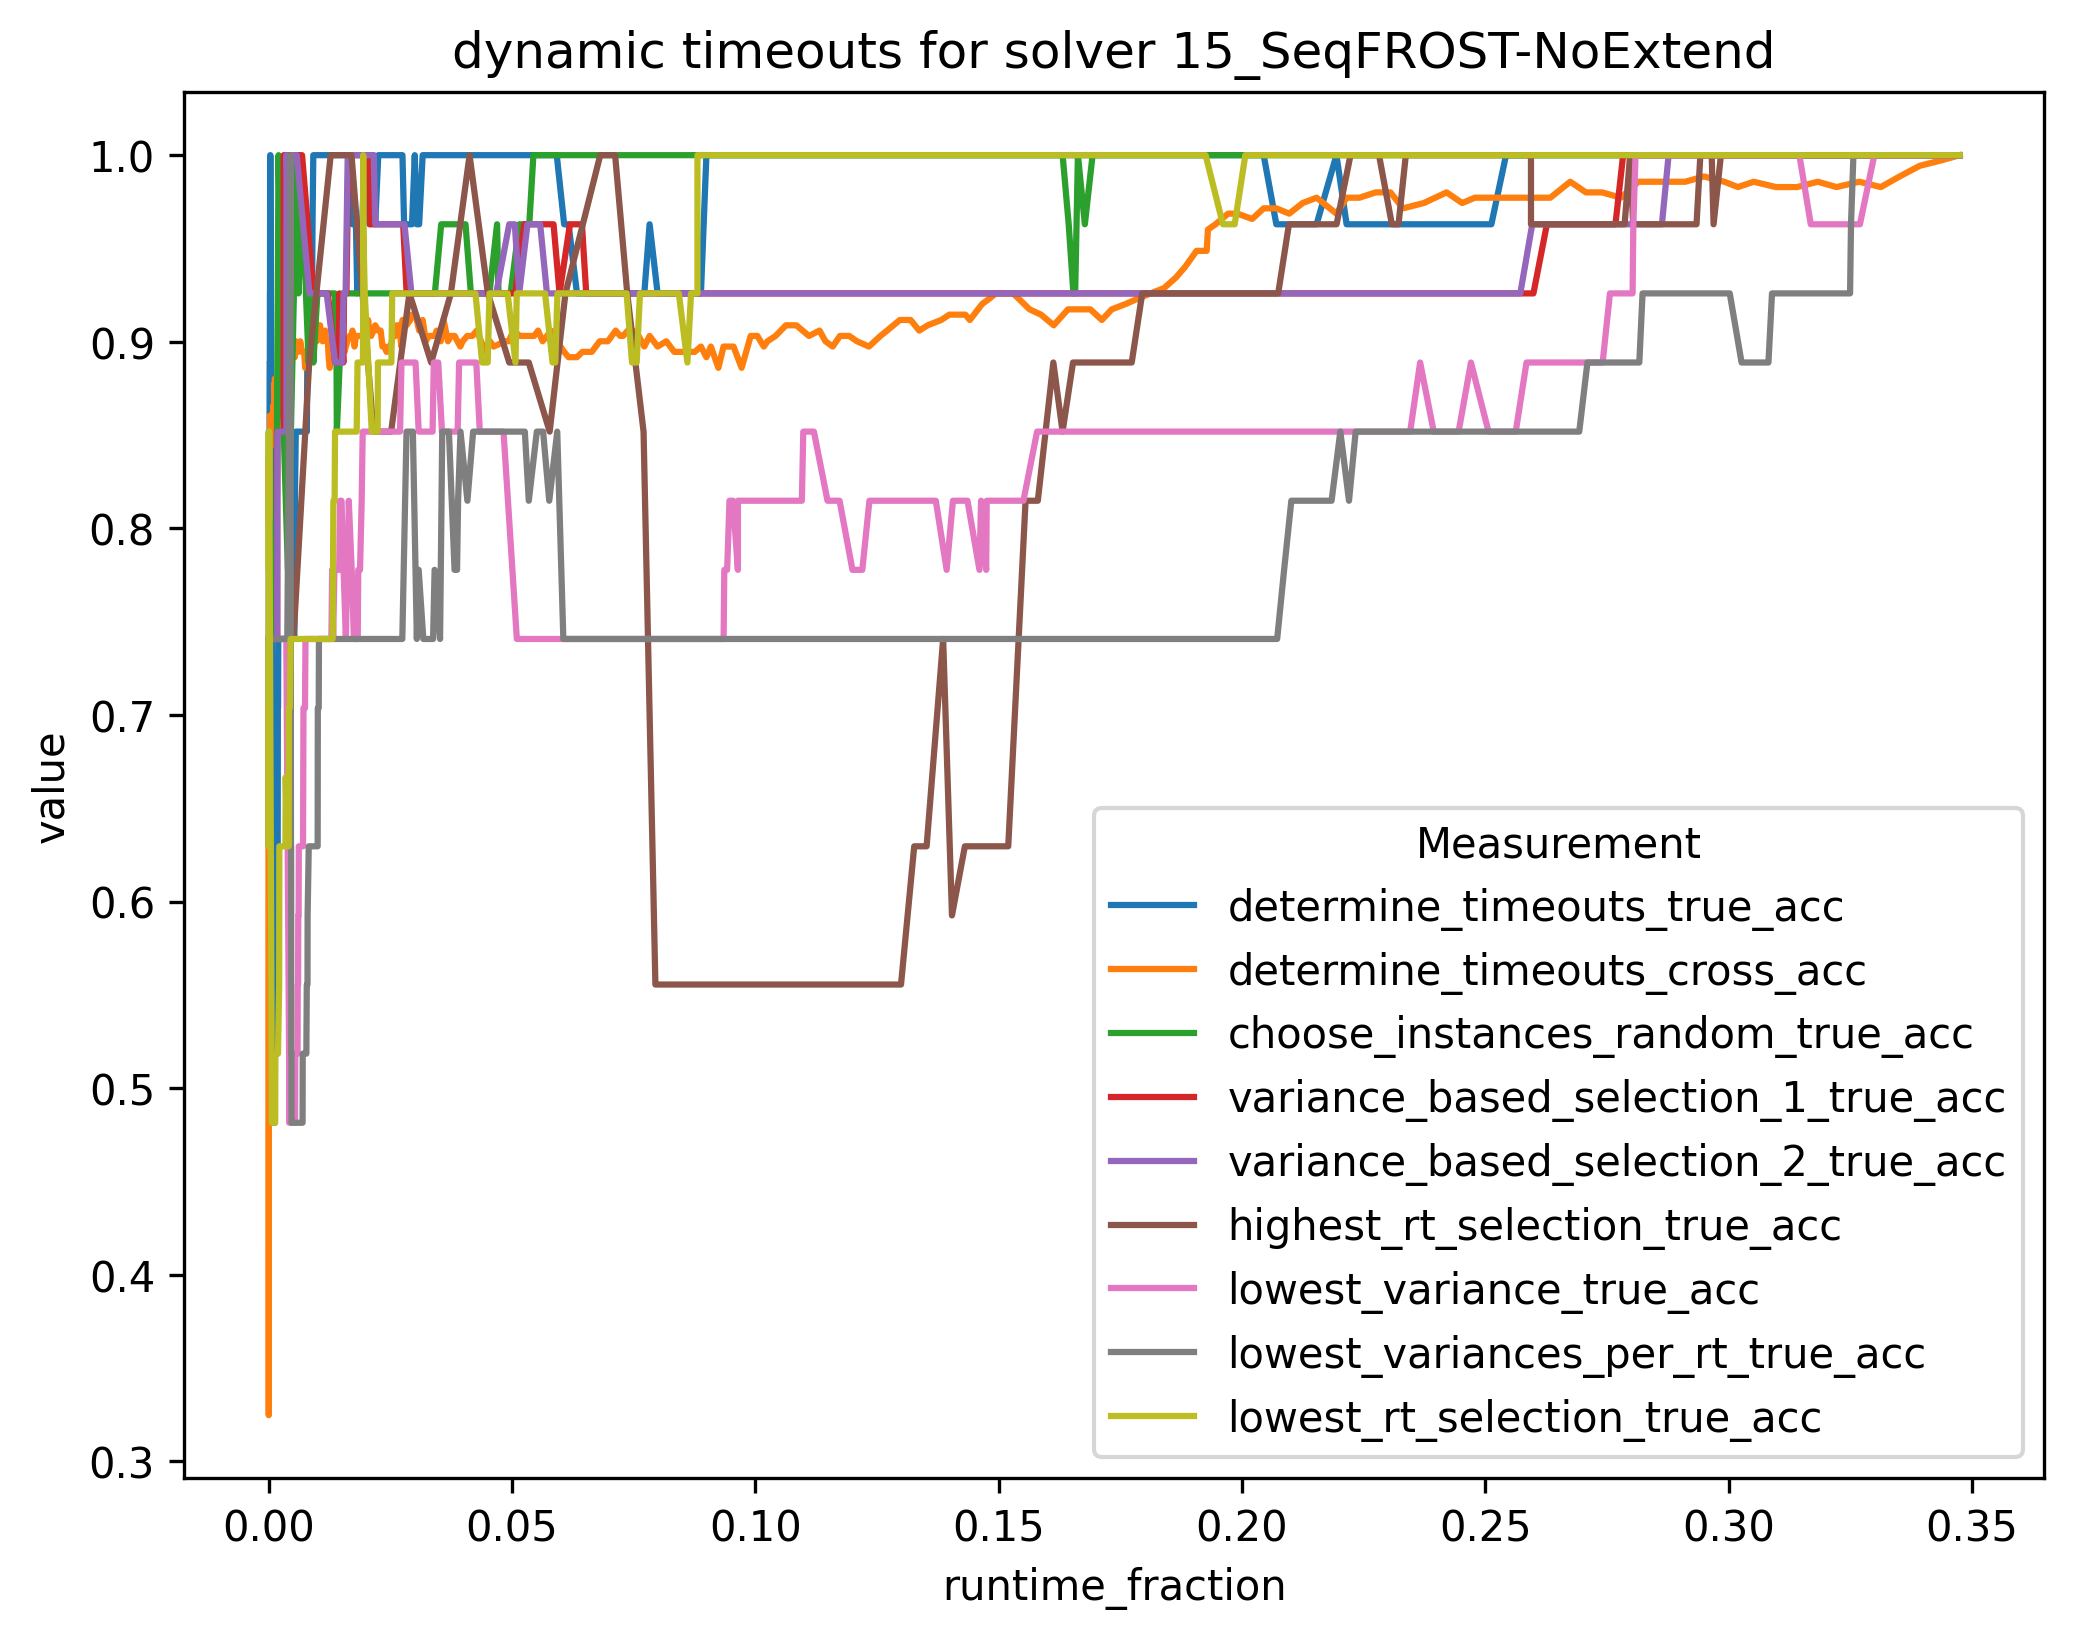 dynamic timeouts for solver 15_SeqFROST-NoExtend
1.0
0.9
0.8
0.7
0.6
0.5
0.4
0.3
value
Measurement
determine_timeouts_true_acc
determine_timeouts_cross_acc
choose_instances_random_true_acc
variance_based_selection_1_true_acc
variance_based_selection_2_true_acc
highest_rt_selection_true_acc
lowest_variance_true_acc
lowest_variances_per_rt_true_acc
lowest_rt_selection_true_acc
0.00 0.05 0.10 0.15 0.20 0.25 0.30 0.35
runtime_fraction